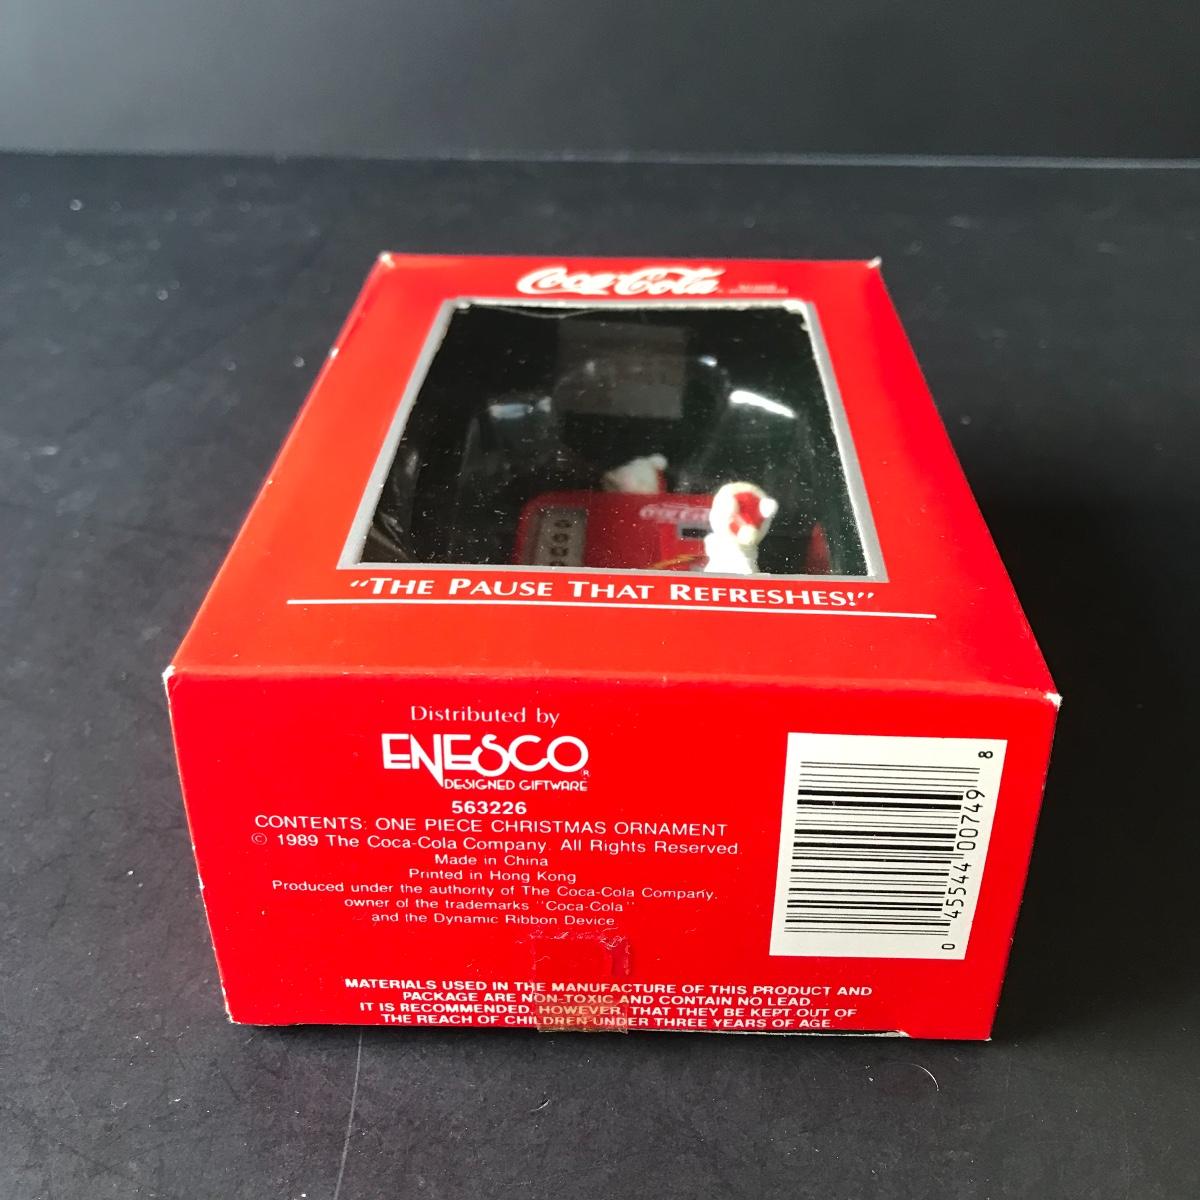 Coca-Cola
"THE PAUSE THAT REFRESHES!"
Distributed by
ENESCO®
DESIGNED GIFTWARE
563226
CONTENTS: ONE PIECE CHRISTMAS ORNAMENT
© 1989 The Coca-Cola Company. All Rights Reserved.
Made in China
Printed in Hong Kong
Produced under the authority of The Coca-Cola Company,
owner of the trademarks "Coca-Cola"
and the Dynamic Ribbon Device.
MATERIALS USED IN THE MANUFACTURE OF THIS PRODUCT AND
PACKAGE ARE NON-TOXIC AND CONTAIN NO LEAD.
IT IS RECOMMENDED, HOWEVER, THAT THEY BE KEPT OUT OF
THE REACH OF CHILDREN UNDER THREE YEARS OF AGE.
0 45544 00749 8